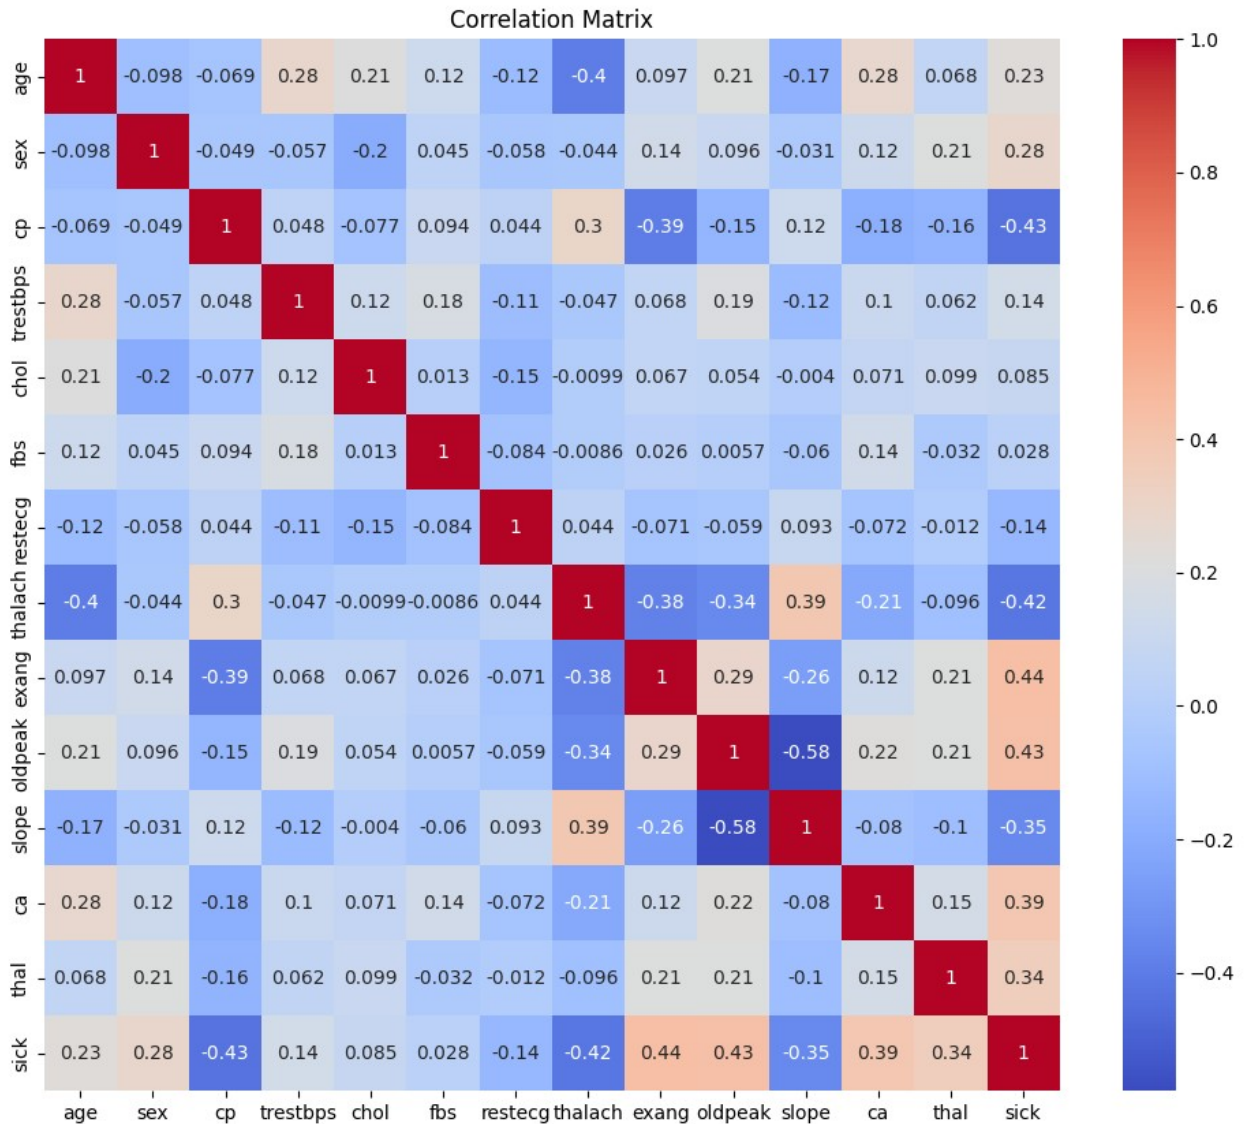 Correlation Matrix
age 1 -0.098 -0.069 0.28 0.21 0.12 -0.12 -0.4 0.097 0.21 -0.17 0.28 0.068 0.23
sex -0.098 1 -0.049 -0.057 -0.2 0.045 -0.058 -0.044 0.14 0.096 -0.031 0.12 0.21 0.28
cp -0.069 -0.049 1 0.048 -0.077 0.094 0.044 0.3 -0.39 -0.15 0.12 -0.18 -0.16 -0.43
trestbps 0.28 -0.057 0.048 1 0.12 0.18 -0.11 -0.047 0.068 0.19 -0.12 0.1 0.062 0.14
chol 0.21 -0.2 -0.077 0.12 1 0.013 -0.15 -0.0099 0.067 0.054 -0.004 0.071 0.099 0.085
fbs 0.12 0.045 0.094 0.18 0.013 1 -0.084 -0.0086 0.026 0.0057 -0.06 0.14 -0.032 0.028
restecg -0.12 -0.058 0.044 -0.11 -0.15 -0.084 1 0.044 -0.071 -0.059 0.093 -0.072 -0.012 -0.14
thalach -0.4 -0.044 0.3 -0.047 -0.0099 -0.0086 0.044 1 -0.38 -0.34 0.39 -0.21 -0.096 -0.42
exang 0.097 0.14 -0.39 0.068 0.067 0.026 -0.071 -0.38 1 0.29 -0.26 0.12 0.21 0.44
oldpeak 0.21 0.096 -0.15 0.19 0.054 0.0057 -0.059 -0.34 0.29 1 -0.58 0.22 0.21 0.43
slope -0.17 -0.031 0.12 -0.12 -0.004 -0.06 0.093 0.39 -0.26 -0.58 1 -0.08 -0.1 -0.35
ca 0.28 0.12 -0.18 0.1 0.071 0.14 -0.072 -0.21 0.12 0.22 -0.08 1 0.15 0.39
thal 0.068 0.21 -0.16 0.062 0.099 -0.032 -0.012 -0.096 0.21 0.21 -0.1 0.15 1 0.34
sick 0.23 0.28 -0.43 0.14 0.085 0.028 -0.14 -0.42 0.44 0.43 -0.35 0.39 0.34 1
age sex cp trestbps chol fbs restecg thalach exang oldpeak slope ca thal sick
1.0
0.8
0.6
0.4
0.2
0.0
−0.2
−0.4